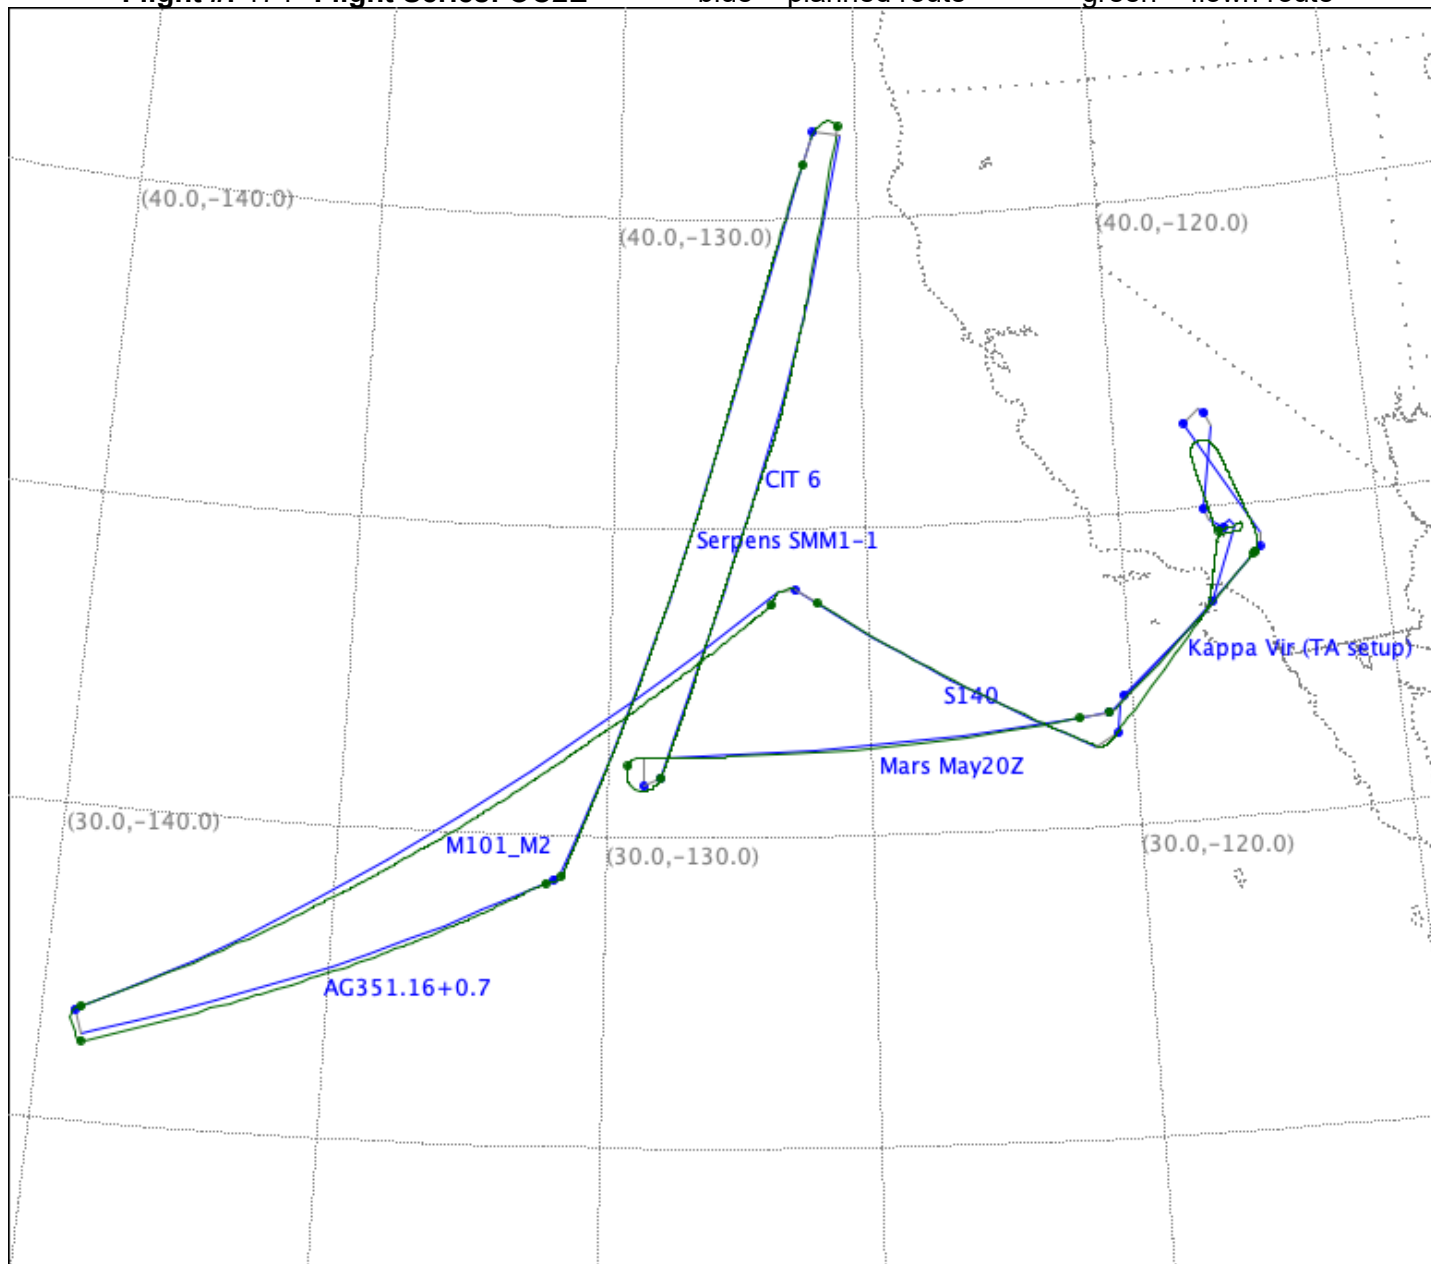 (40.0,-140.0)
(40.0,-130.0)
(40.0,-120.0)
CIT 6
Serpens SMM1-1
Kappa Vir (TA setup)
S140
Mars May20Z
(30.0,-140.0)
M101_M2
(30.0,-130.0)
(30.0,-120.0)
AG351.16+0.7